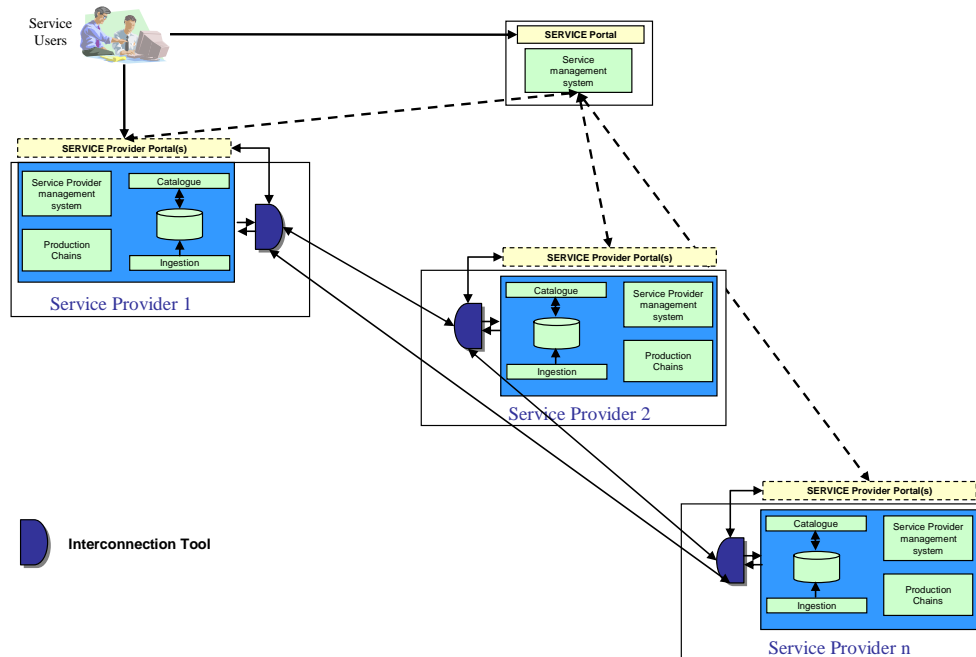 Service
Users
SERVICE Portal
Service
management
system
SERVICE Provider Portal(s)
Service Provider
management
system
Catalogue
Production
Chains
Ingestion
Service Provider 1
SERVICE Provider Portal(s)
Catalogue
Service Provider
management
system
Ingestion
Production
Chains
Service Provider 2
SERVICE Provider Portal(s)
Catalogue
Service Provider
management
system
Ingestion
Production
Chains
Service Provider n
Interconnection Tool